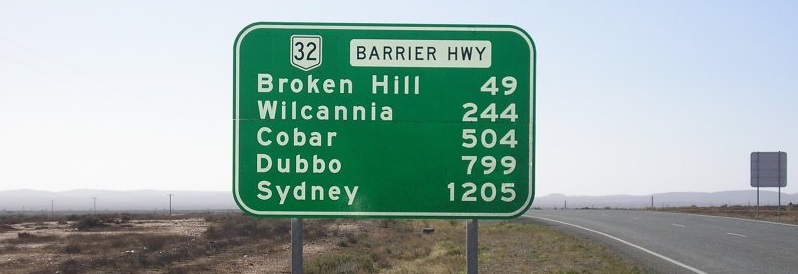 32 BARRIER HWY
Broken Hill 49
Wilcannia 244
Cobar 504
Dubbo 799
Sydney 1205